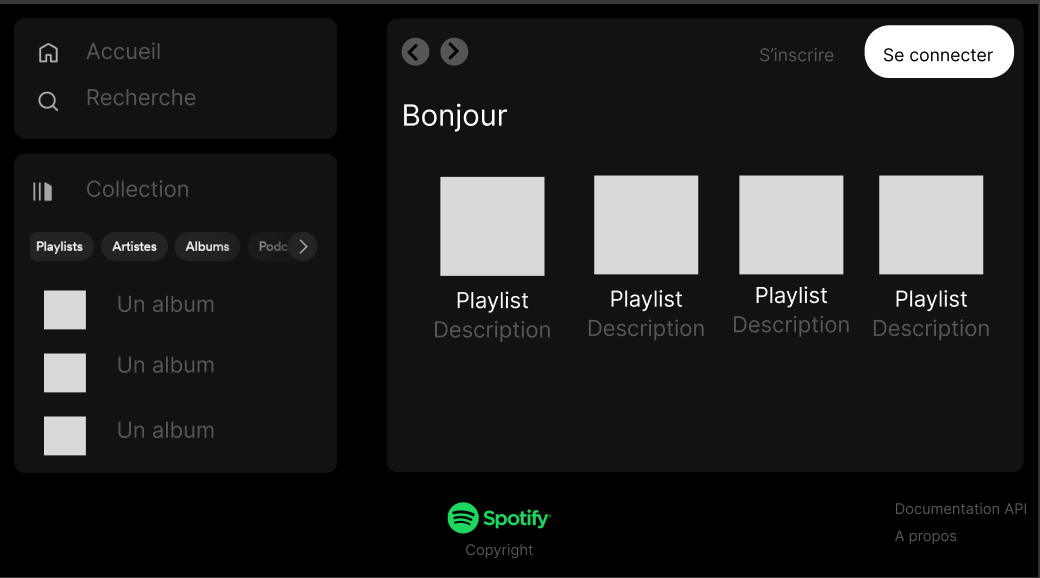 Accueil
Recherche
Collection
Playlists Artistes Albums Podc
Un album
Un album
Un album
S'inscrire Se connecter
Bonjour
Playlist Playlist Playlist Playlist
Description Description Description Description
Spotify
Copyright
Documentation API
A propos